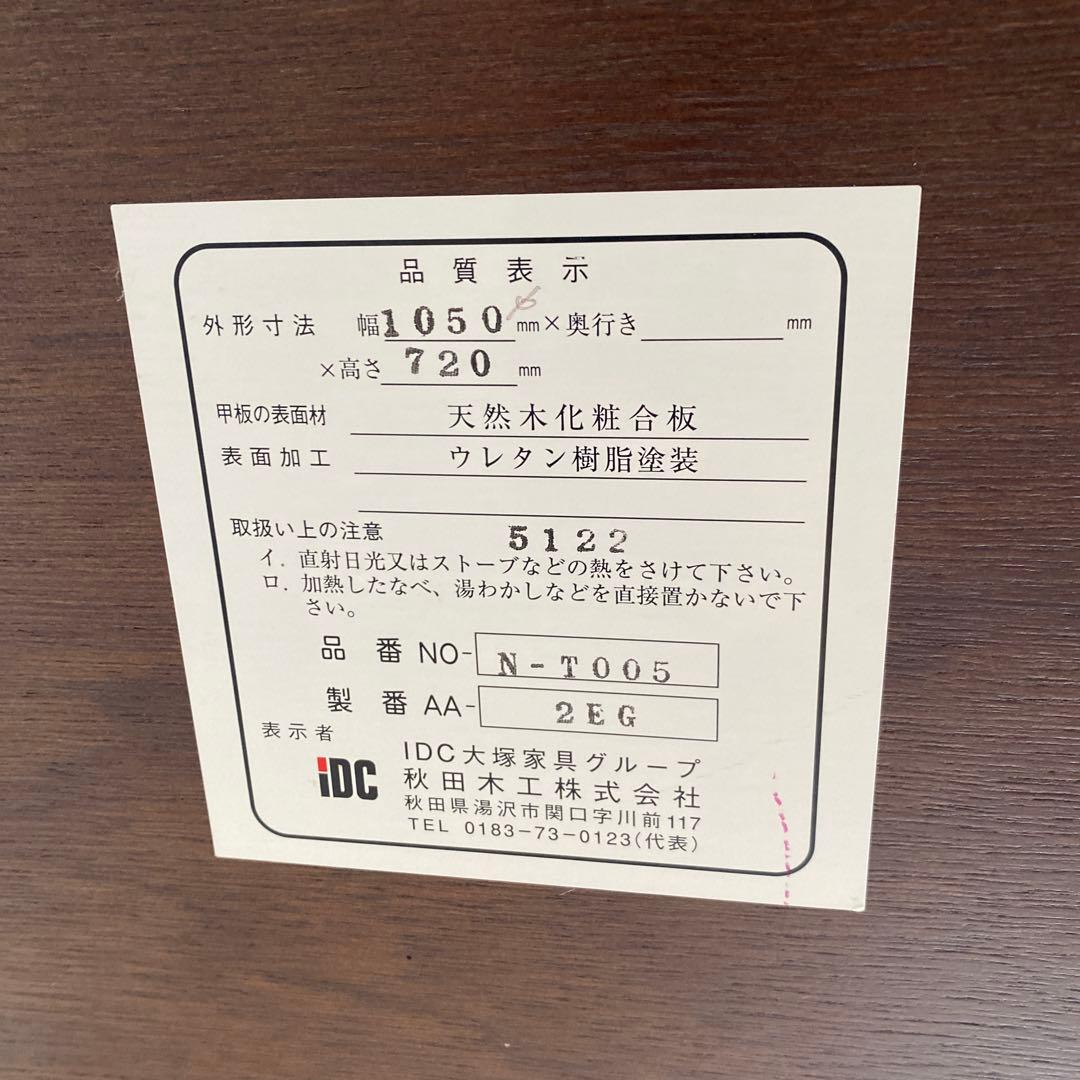 品質表示
外形寸法 幅1050φmm×奥行き mm
×高さ 720 mm
甲板の表面材 天然木化粧合板
表面加工 ウレタン樹脂塗装
取扱い上の注意 5122
イ. 直射日光又はストーブなどの熱をさけて下さい。
ロ. 加熱したなべ、湯わかしなどを直接置かないで下
さい。
品番 NO- N-T005
製番 AA- 2EG
表示者
iDC
IDC大塚家具グループ
秋田木工株式会社
秋田県湯沢市関口字川前117
TEL 0183-73-0123(代表)